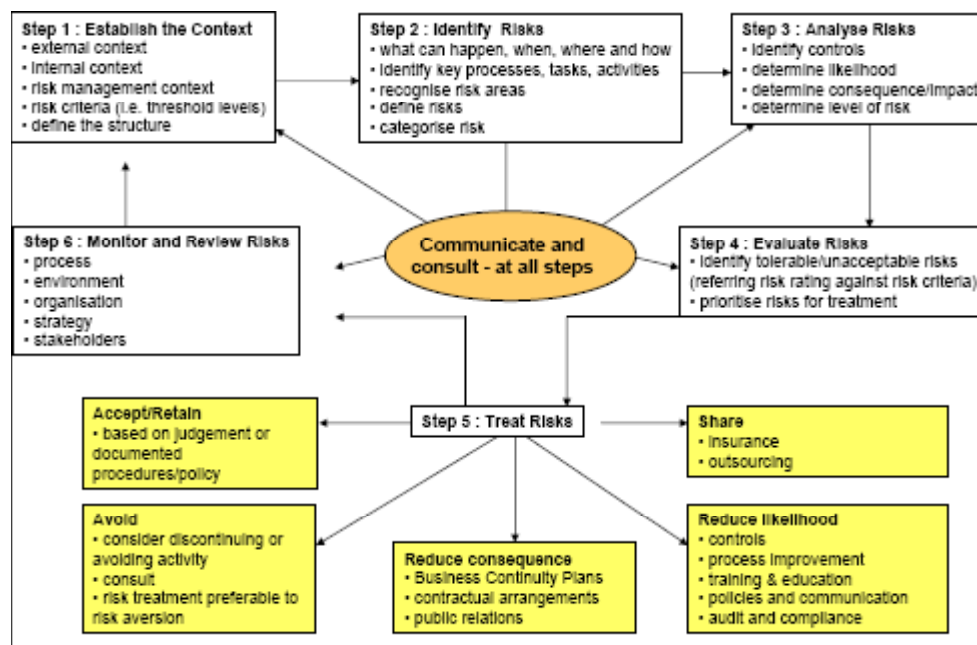 Step 1 : Establish the Context
• external context
• internal context
• risk management context
• risk criteria (i.e. threshold levels)
• define the structure
Step 2 : Identify Risks
• what can happen, when, where and how
• identify key processes, tasks, activities
• recognise risk areas
• define risks
• categorise risk
Step 3 : Analyse Risks
• identify controls
• determine likelihood
• determine consequence/impact
• determine level of risk
Communicate and
consult - at all steps
Step 6 : Monitor and Review Risks
• process
• environment
• organisation
• strategy
• stakeholders
Step 4 : Evaluate Risks
• identify tolerable/unacceptable risks
(referring risk rating against risk criteria)
• prioritise risks for treatment
Step 5 : Treat Risks
Accept/Retain
• based on judgement or
documented
procedures/policy
Share
• insurance
• outsourcing
Avoid
• consider discontinuing or
avoiding activity
• consult
• risk treatment preferable to
risk aversion
Reduce consequence
• Business Continuity Plans
• contractual arrangements
• public relations
Reduce likelihood
• controls
• process improvement
• training & education
• policies and communication
• audit and compliance